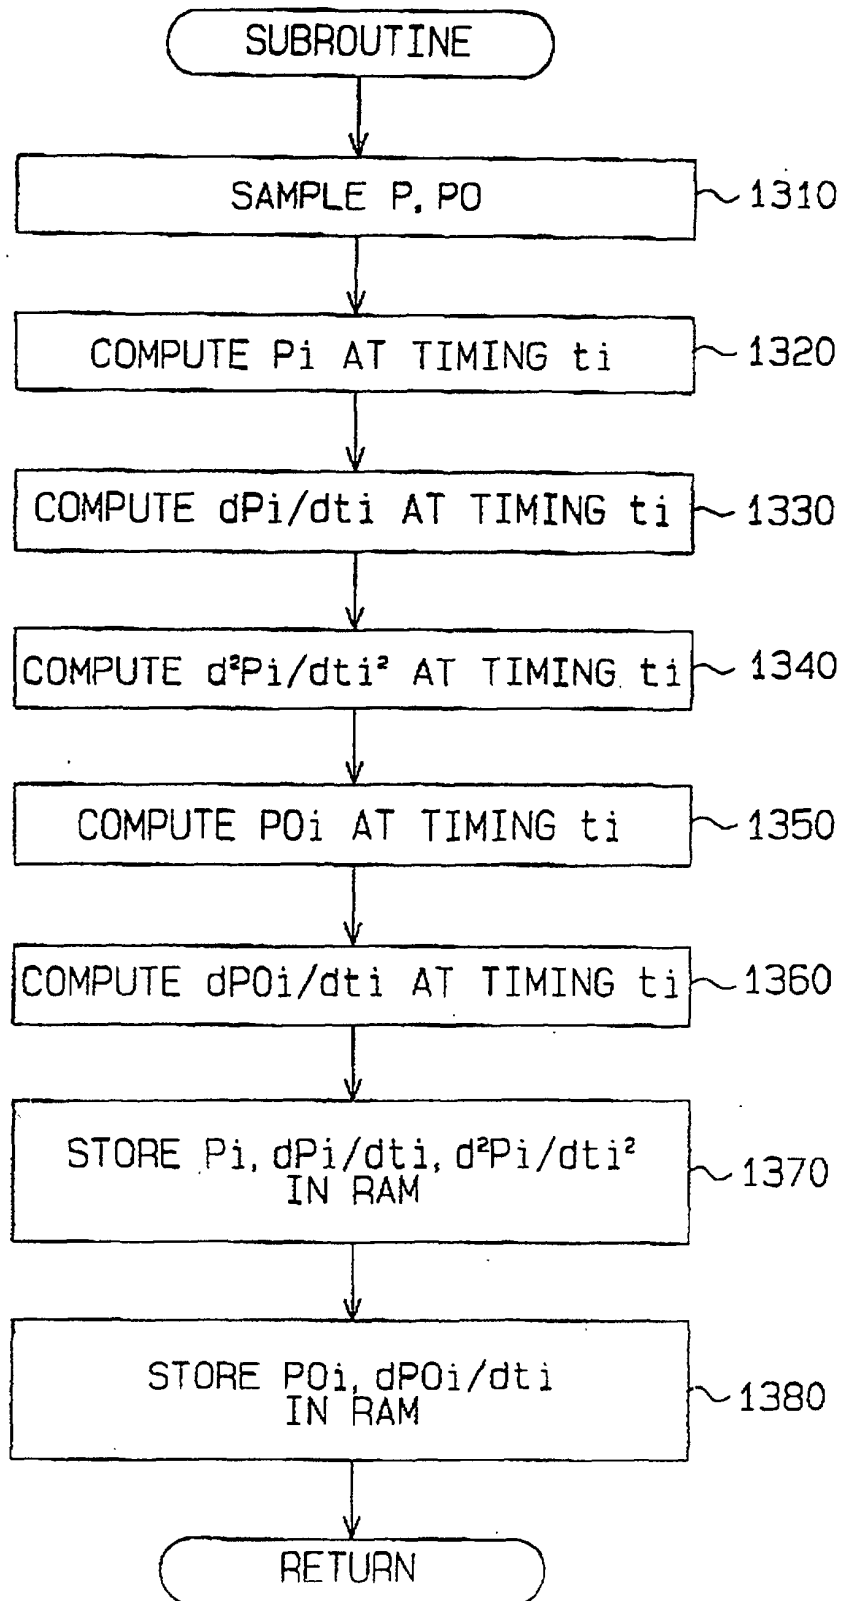 SUBROUTINE
SAMPLE P, PO
1310
COMPUTE Pi AT TIMING ti
1320
COMPUTE dPi/dti AT TIMING ti
1330
COMPUTE d²Pi/dti² AT TIMING ti
1340
COMPUTE POi AT TIMING ti
1350
COMPUTE dPOi/dti AT TIMING ti
1360
STORE Pi, dPi/dti, d²Pi/dti²
IN RAM
1370
STORE POi, dPOi/dti
IN RAM
1380
RETURN